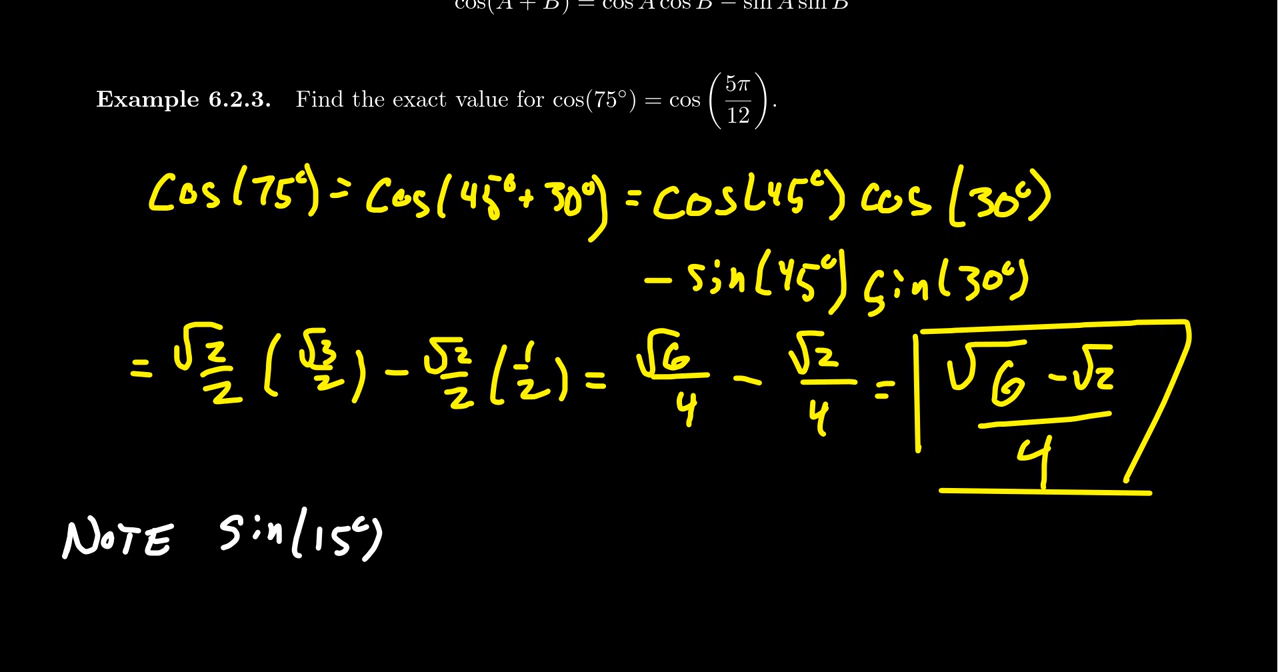 cos(A + B) = cos A cos B − sin A sin B
Example 6.2.3. Find the exact value for cos(75°) = cos(5π/12).
Cos(75°) = Cos(45° + 30°) = cos(45°) cos(30°)
− sin(45°) sin(30°)
= √2/2 (√3/2) − √2/2 (1/2) = √6/4 − √2/4 = (√6 − √2)/4
NOTE sin(15°)